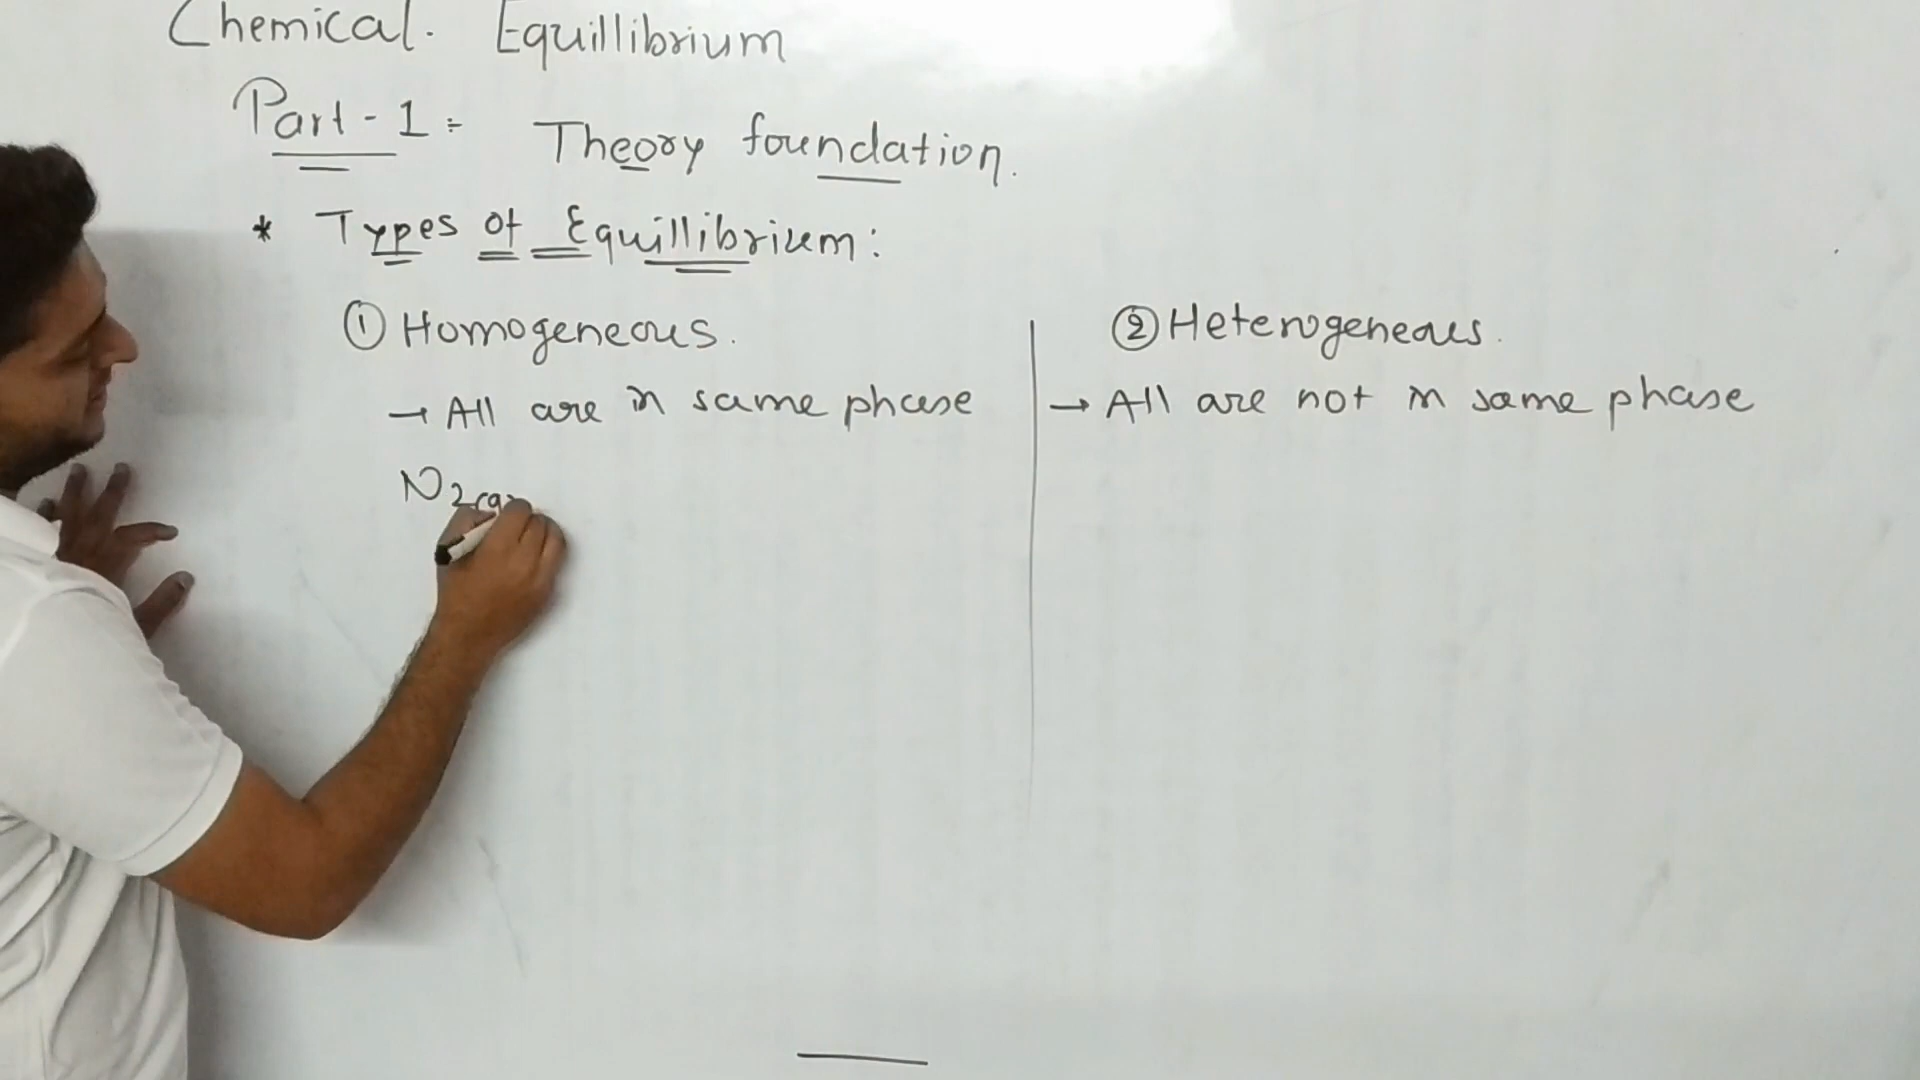 Chemical. Equillibrium
Part-1: Theory foundation.
* Types of Equillibrium:
① Homogeneous.
→ All are in same phase
N2(g
② Heterogeneous.
→ All are not in same phase